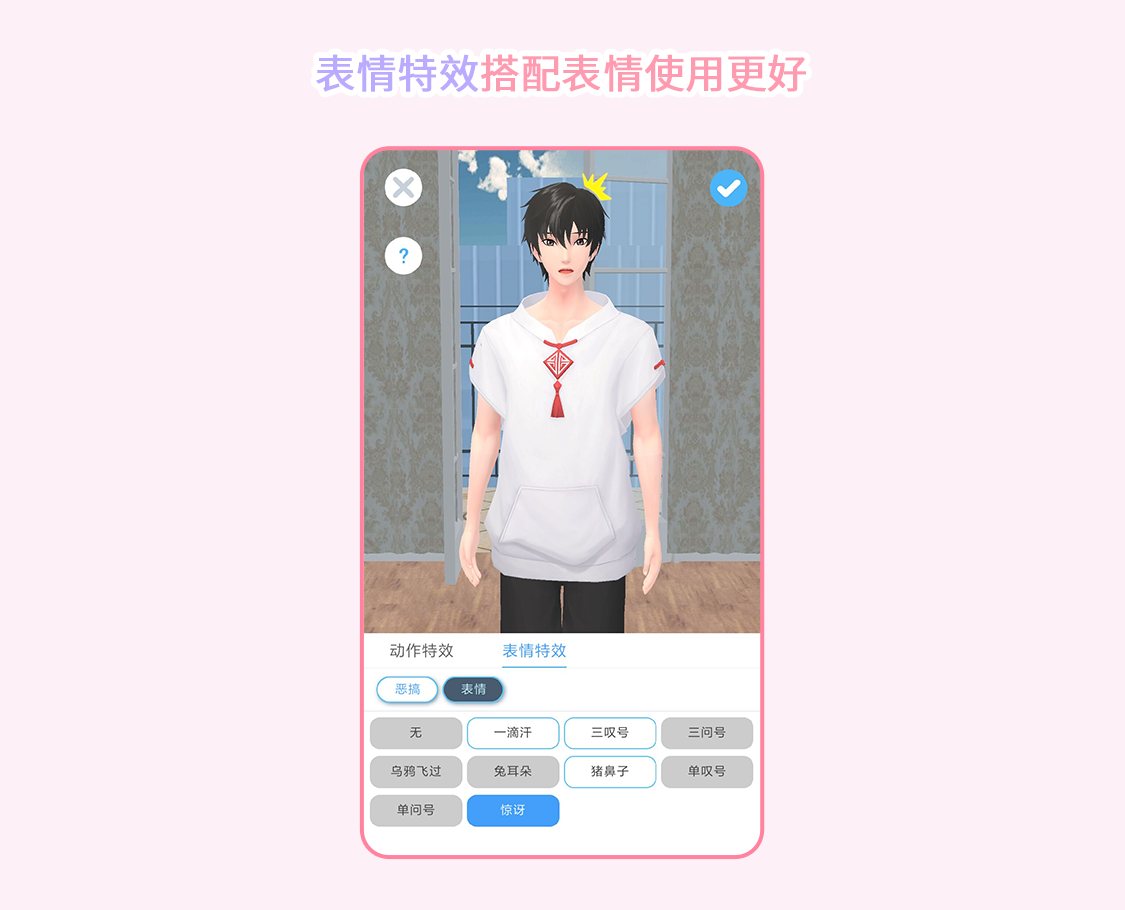 表情特效搭配表情使用更好
?
动作特效 表情特效
恶搞 表情
无 一滴汗 三叹号 三问号
乌鸦飞过 兔耳朵 猪鼻子 单叹号
单问号 惊讶